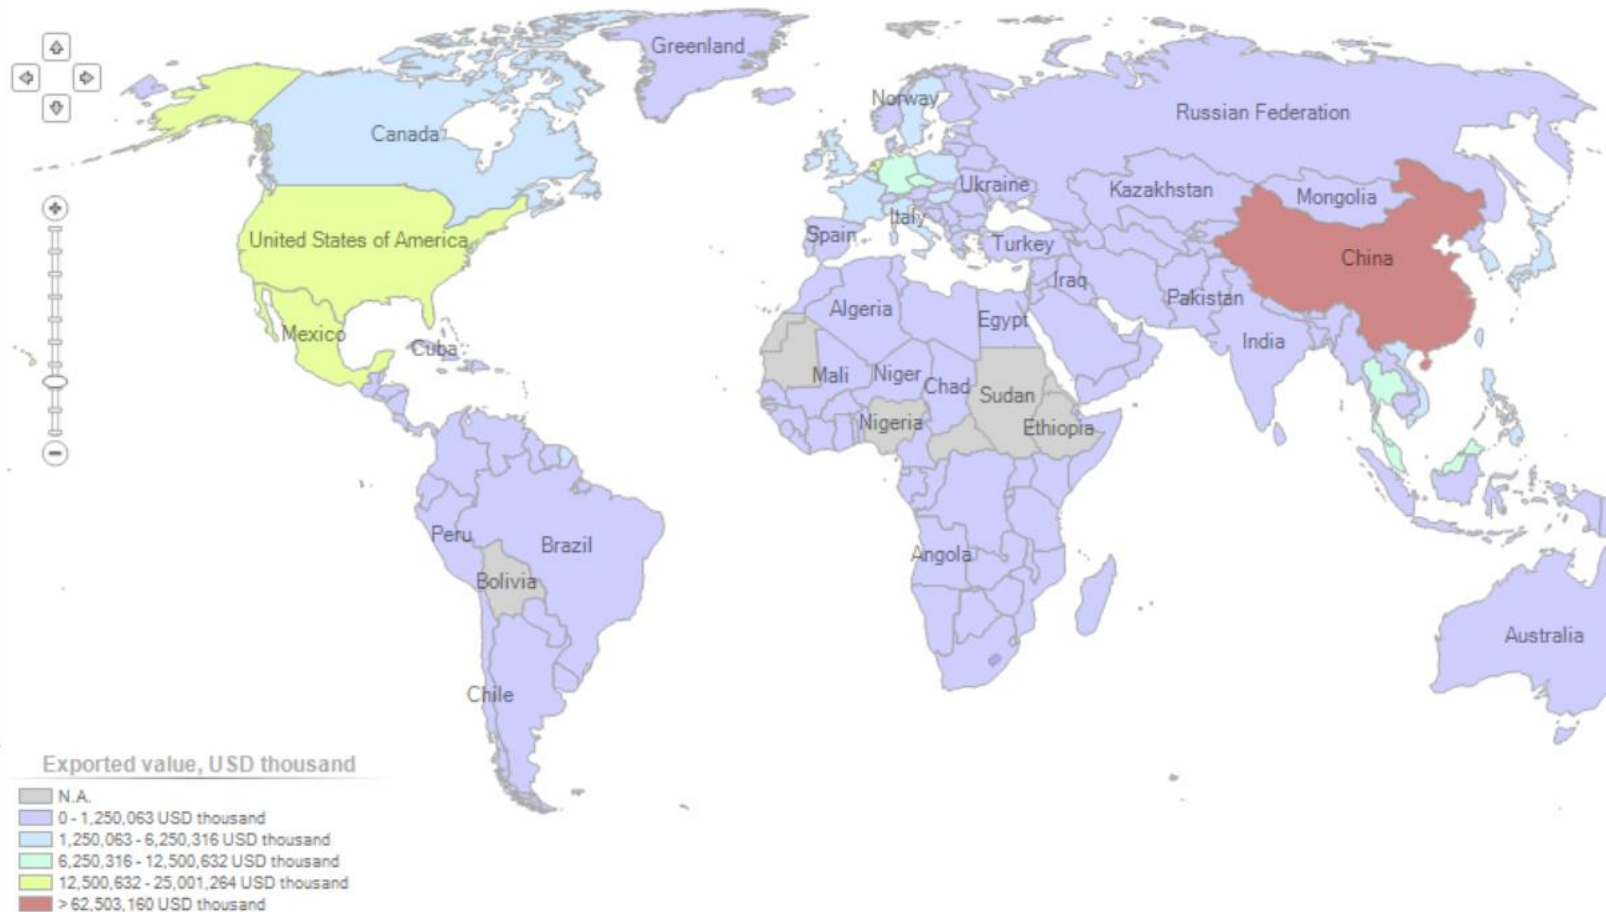 Greenland
Norway
Russian Federation
Canada
Ukraine
Kazakhstan
Mongolia
Italy
Spain
United States of America
Turkey
China
Iraq
Pakistan
Algeria
Egypt
India
Mexico
Cuba
Mali
Niger
Chad
Sudan
Nigeria
Ethiopia
Peru
Brazil
Angola
Bolivia
Australia
Chile
Exported value, USD thousand
N.A.
0 - 1,250,063 USD thousand
1,250,063 - 6,250,316 USD thousand
6,250,316 - 12,500,632 USD thousand
12,500,632 - 25,001,264 USD thousand
> 62,503,160 USD thousand